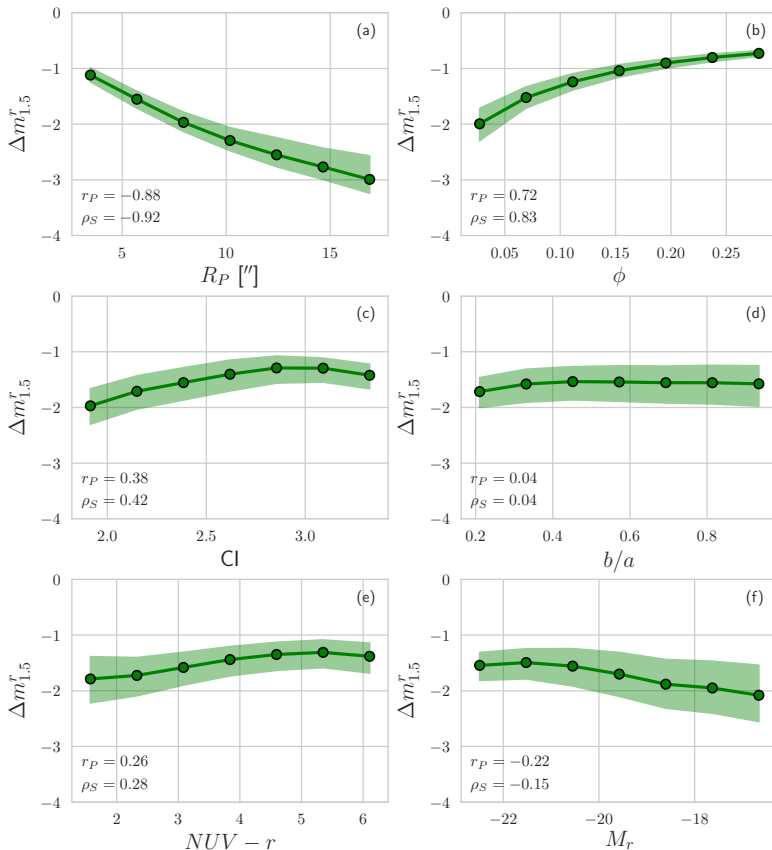 0
−1
−2
−3
−4
Δm^r_{1.5}
(a)
r_P = −0.88
ρ_S = −0.92
5
10
15
R_P [′′]
0
−1
−2
−3
−4
Δm^r_{1.5}
(b)
r_P = 0.72
ρ_S = 0.83
0.05
0.10
0.15
0.20
0.25
ϕ
0
−1
−2
−3
−4
Δm^r_{1.5}
(c)
r_P = 0.38
ρ_S = 0.42
2.0
2.5
3.0
CI
0
−1
−2
−3
−4
Δm^r_{1.5}
(d)
r_P = 0.04
ρ_S = 0.04
0.2
0.4
0.6
0.8
b/a
0
−1
−2
−3
−4
Δm^r_{1.5}
(e)
r_P = 0.26
ρ_S = 0.28
2
3
4
5
6
NUV − r
0
−1
−2
−3
−4
Δm^r_{1.5}
(f)
r_P = −0.22
ρ_S = −0.15
−22
−20
−18
M_r